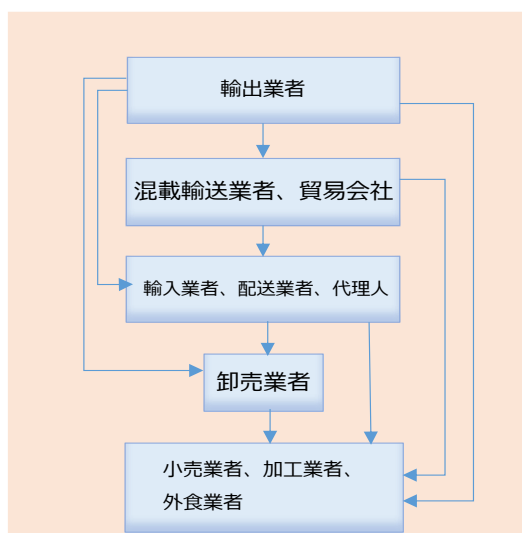 輸出業者
混載輸送業者、貿易会社
輸入業者、配送業者、代理人
卸売業者
小売業者、加工業者、
外食業者